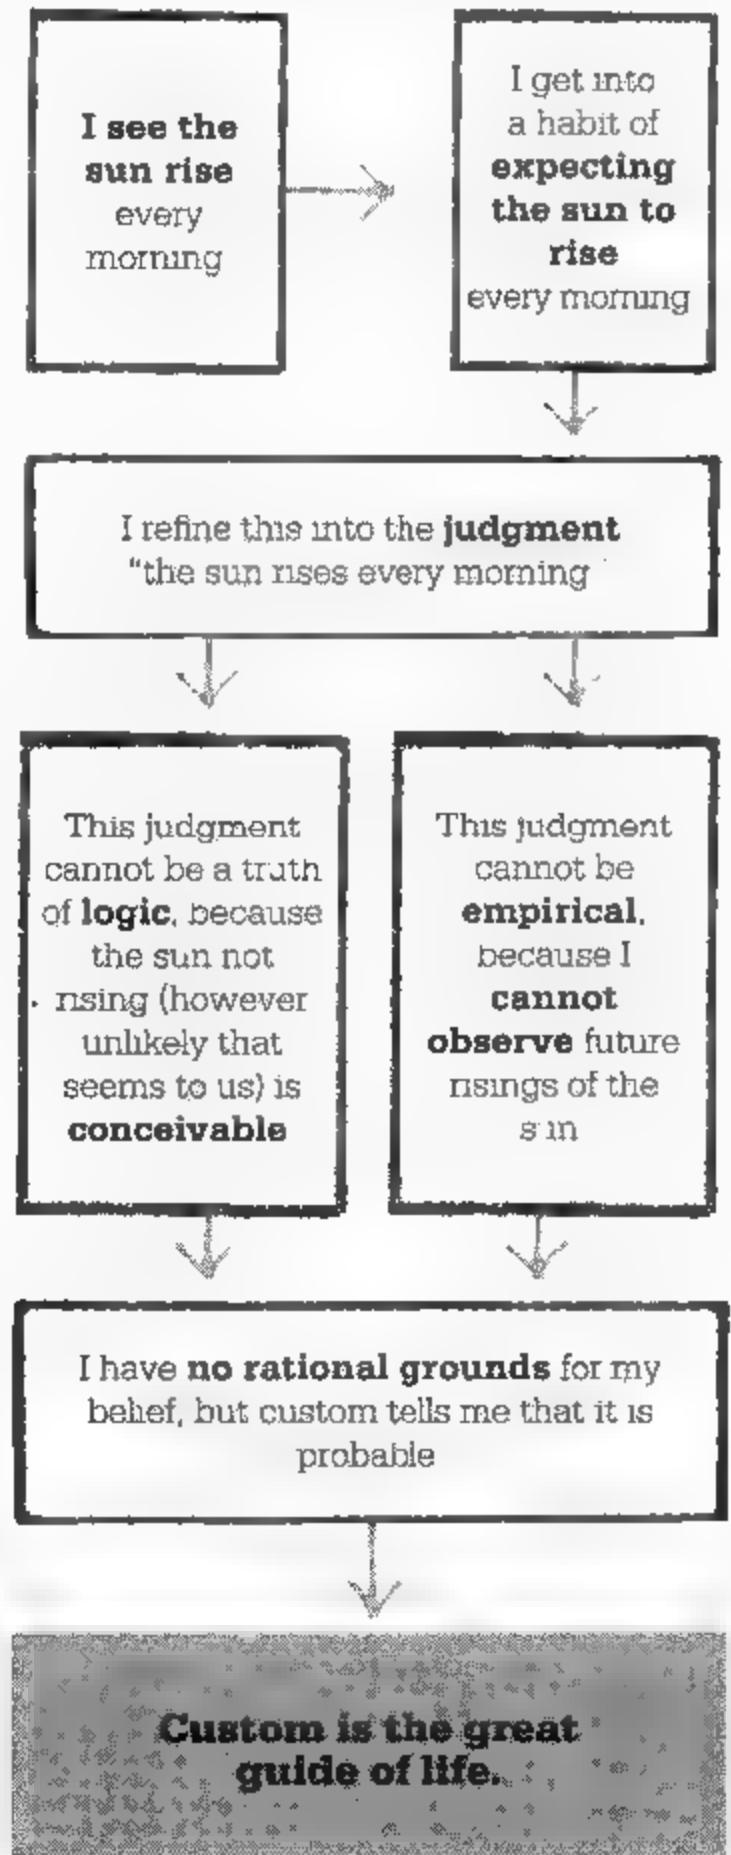 I see the
sun rise
every
morning
I get into
a habit of
expecting
the sun to
rise
every morning
I refine this into the judgment
"the sun rises every morning
This judgment
cannot be a truth
of logic, because
the sun not
rising (however
unlikely that
seems to us) is
conceivable
This judgment
cannot be
empirical,
because I
cannot
observe future
risings of the
sun
I have no rational grounds for my
belief, but custom tells me that it is
probable
Custom is the great
guide of life.